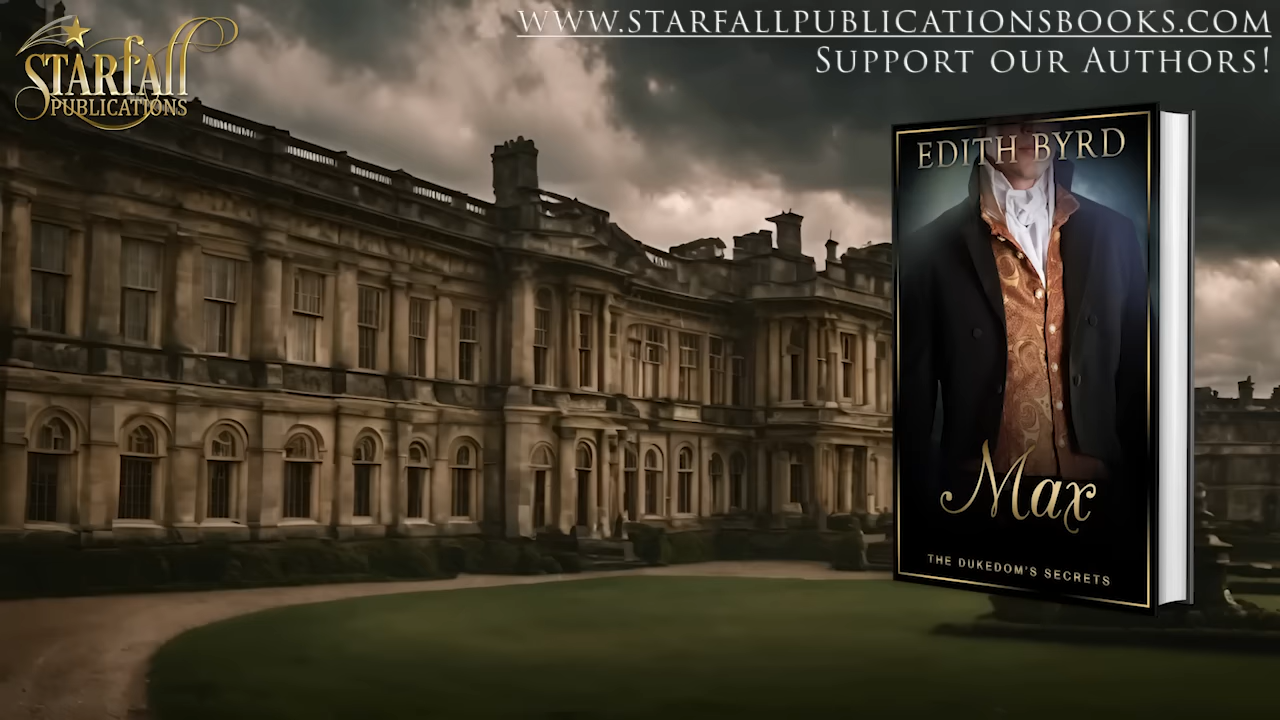 STARfall
PUBLICATIONS
WWW.STARFALLPUBLICATIONSBOOKS.COM
SUPPORT OUR AUTHORS!
EDITH BYRD
Max
THE DUKEDOM'S SECRETS